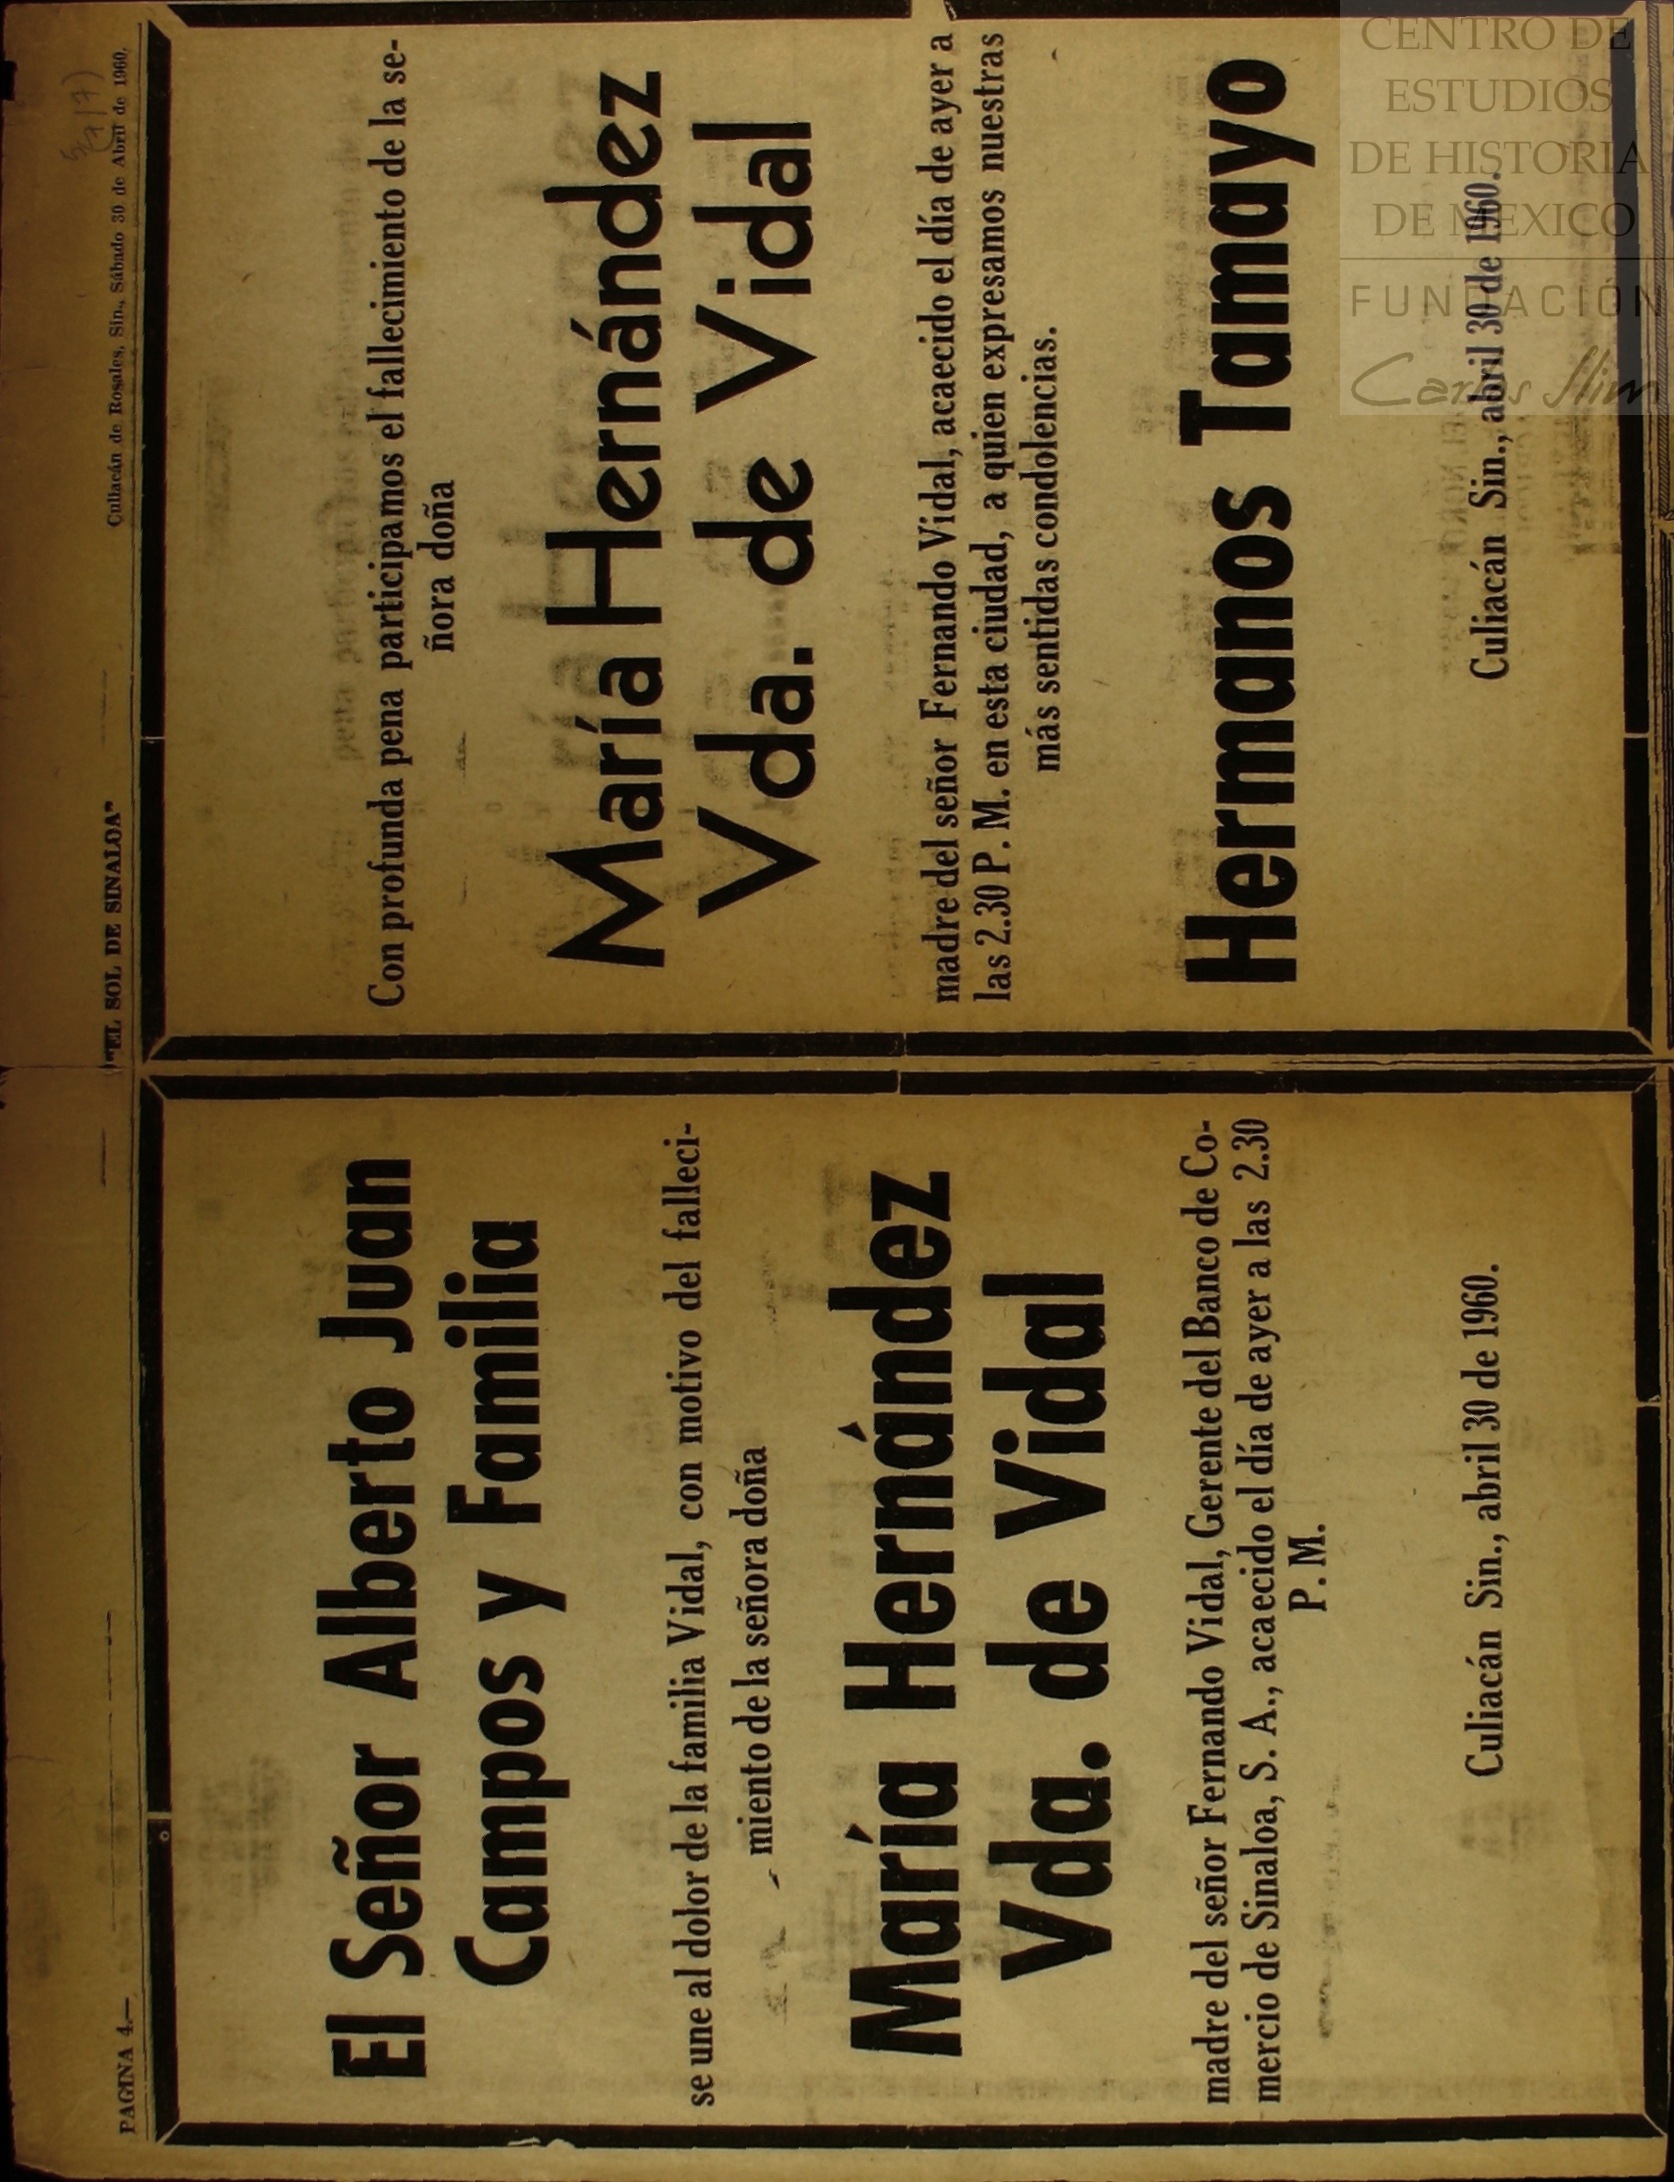 PAGINA 4.—
"EL SOL DE SINALOA"
Culiacán de Rosales, Sin., Sábado 30 de Abril de 1960.
El Señor Alberto Juan
Campos y Familia
se une al dolor de la familia Vidal, con motivo del falleci-
miento de la señora doña
María Hernández
Vda. de Vidal
madre del señor Fernando Vidal, Gerente del Banco de Co-
mercio de Sinaloa, S. A., acaecido el día de ayer a las 2.30
P. M.
Culiacán Sin., abril 30 de 1960.
Con profunda pena participamos el fallecimiento de la se-
ñora doña
María Hernández
Vda. de Vidal
madre del señor Fernando Vidal, acaecido el día de ayer a
las 2.30 P. M. en esta ciudad, a quien expresamos nuestras
más sentidas condolencias.
Hermanos Tamayo
Culiacán Sin., abril 30 de 1960.
CENTRO DE
ESTUDIOS
DE HISTORIA
DE MEXICO
FUNDACIÓN
Carlos Slim